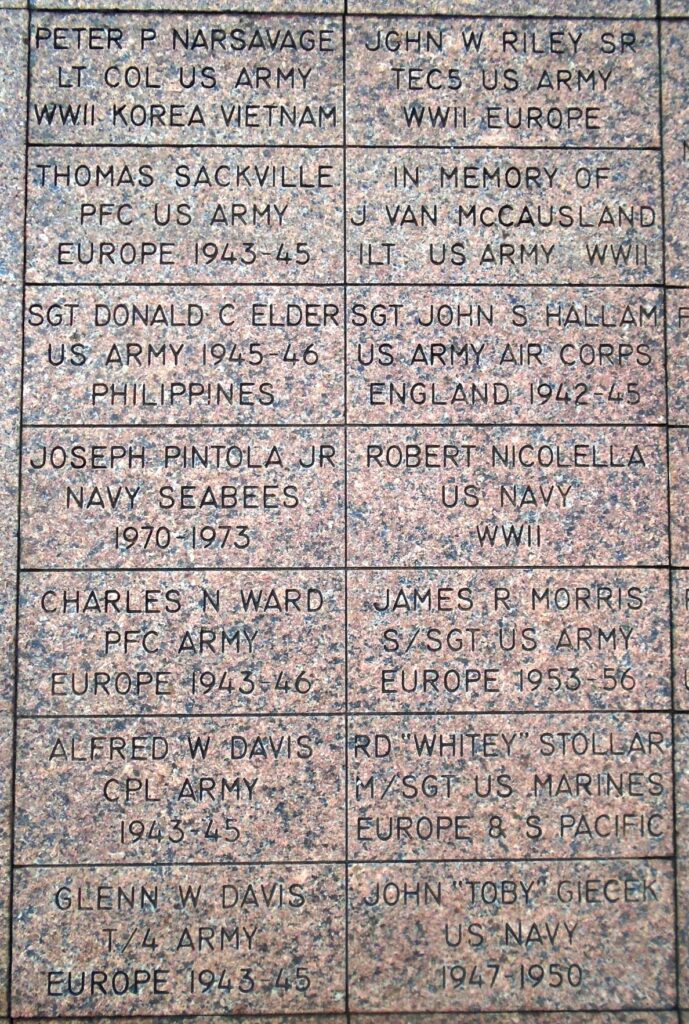 PETER P NARSAVAGE
LT COL US ARMY
WWII KOREA VIETNAM
JOHN W RILEY SR
TEC5 US ARMY
WWII EUROPE
THOMAS SACKVILLE
PFC US ARMY
EUROPE 1943-45
IN MEMORY OF
J VAN MCCAUSLAND
1LT US ARMY WWII
SGT DONALD C ELDER
US ARMY 1945-46
PHILIPPINES
SGT JOHN S HALLAM
US ARMY AIR CORPS
ENGLAND 1942-45
JOSEPH PINTOLA JR
NAVY SEABEES
1970-1973
ROBERT NICOLELLA
US NAVY
WWII
CHARLES N WARD
PFC ARMY
EUROPE 1943-46
JAMES R MORRIS
S/SGT US ARMY
EUROPE 1953-56
ALFRED W DAVIS
CPL ARMY
1943-45
RD "WHITEY" STOLLAR
M/SGT US MARINES
EUROPE & S PACIFIC
GLENN W DAVIS
T/4 ARMY
EUROPE 1943-45
JOHN "TOBY" GIECEK
US NAVY
1947-1950